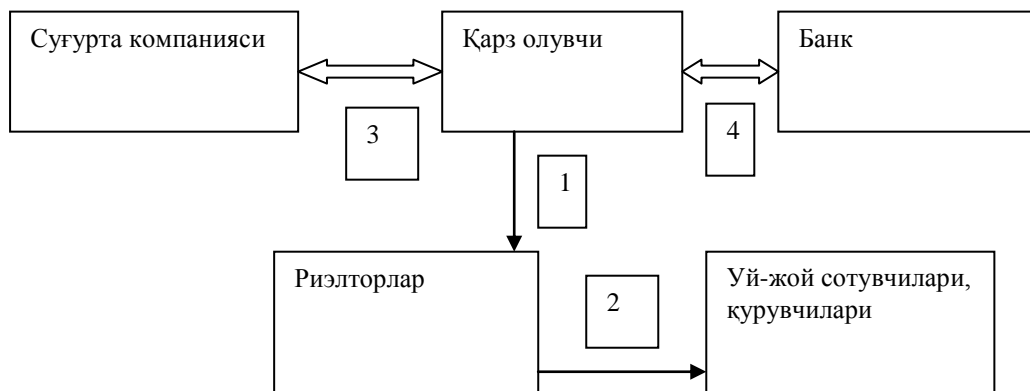 Суғурта компанияси
Қарз олувчи
Банк
3
4
1
Риэлторлар
2
Уй-жой сотувчилари,
қурувчилари